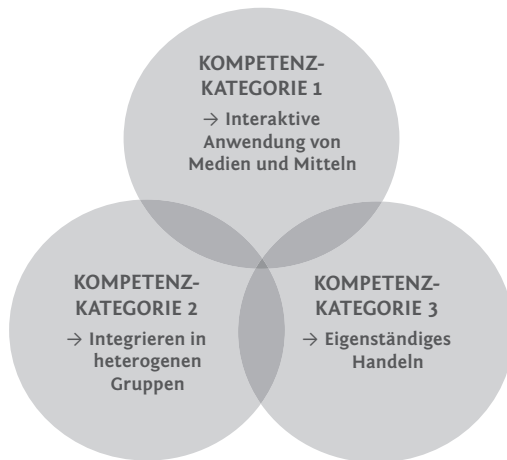 KOMPETENZ-
KATEGORIE 1
→ Interaktive
Anwendung von
Medien und Mitteln
KOMPETENZ-
KATEGORIE 2
→ Integrieren in
heterogenen
Gruppen
KOMPETENZ-
KATEGORIE 3
→ Eigenständiges
Handeln